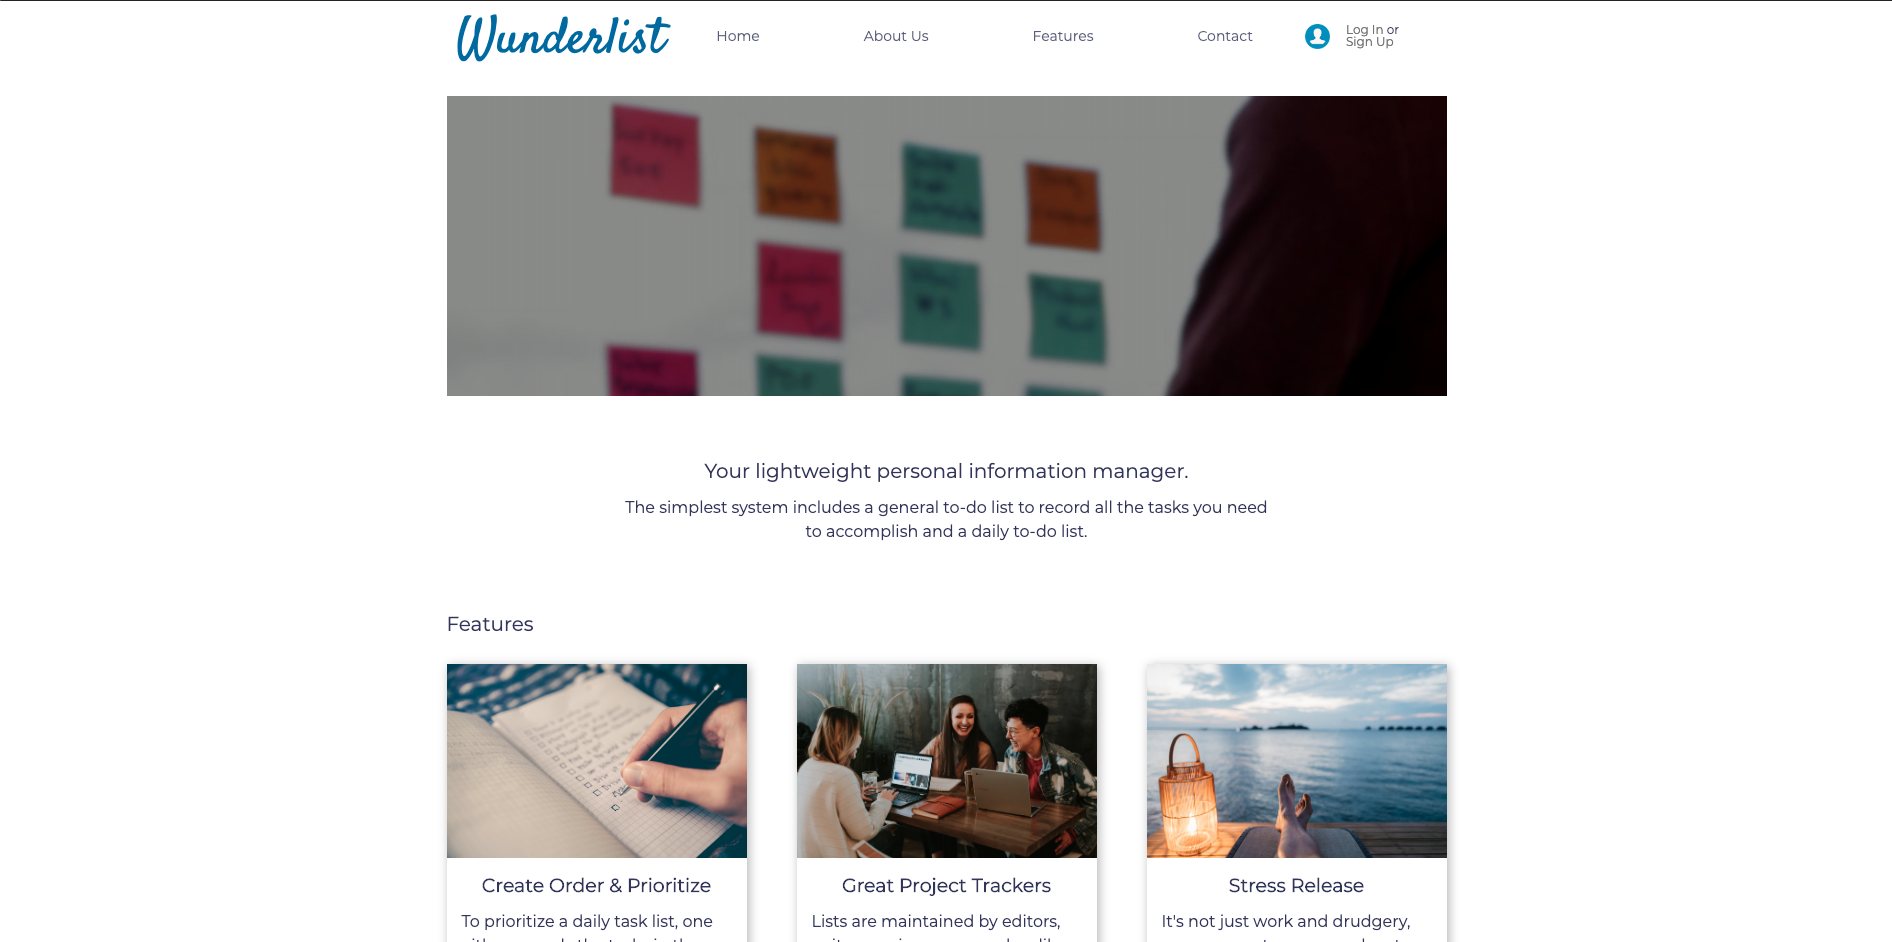 Wunderlist
Home
About Us
Features
Contact
Log In or
Sign Up
Your lightweight personal information manager.
The simplest system includes a general to-do list to record all the tasks you need
to accomplish and a daily to-do list.
Features
Create Order & Prioritize
To prioritize a daily task list, one
Great Project Trackers
Lists are maintained by editors,
Stress Release
It's not just work and drudgery,